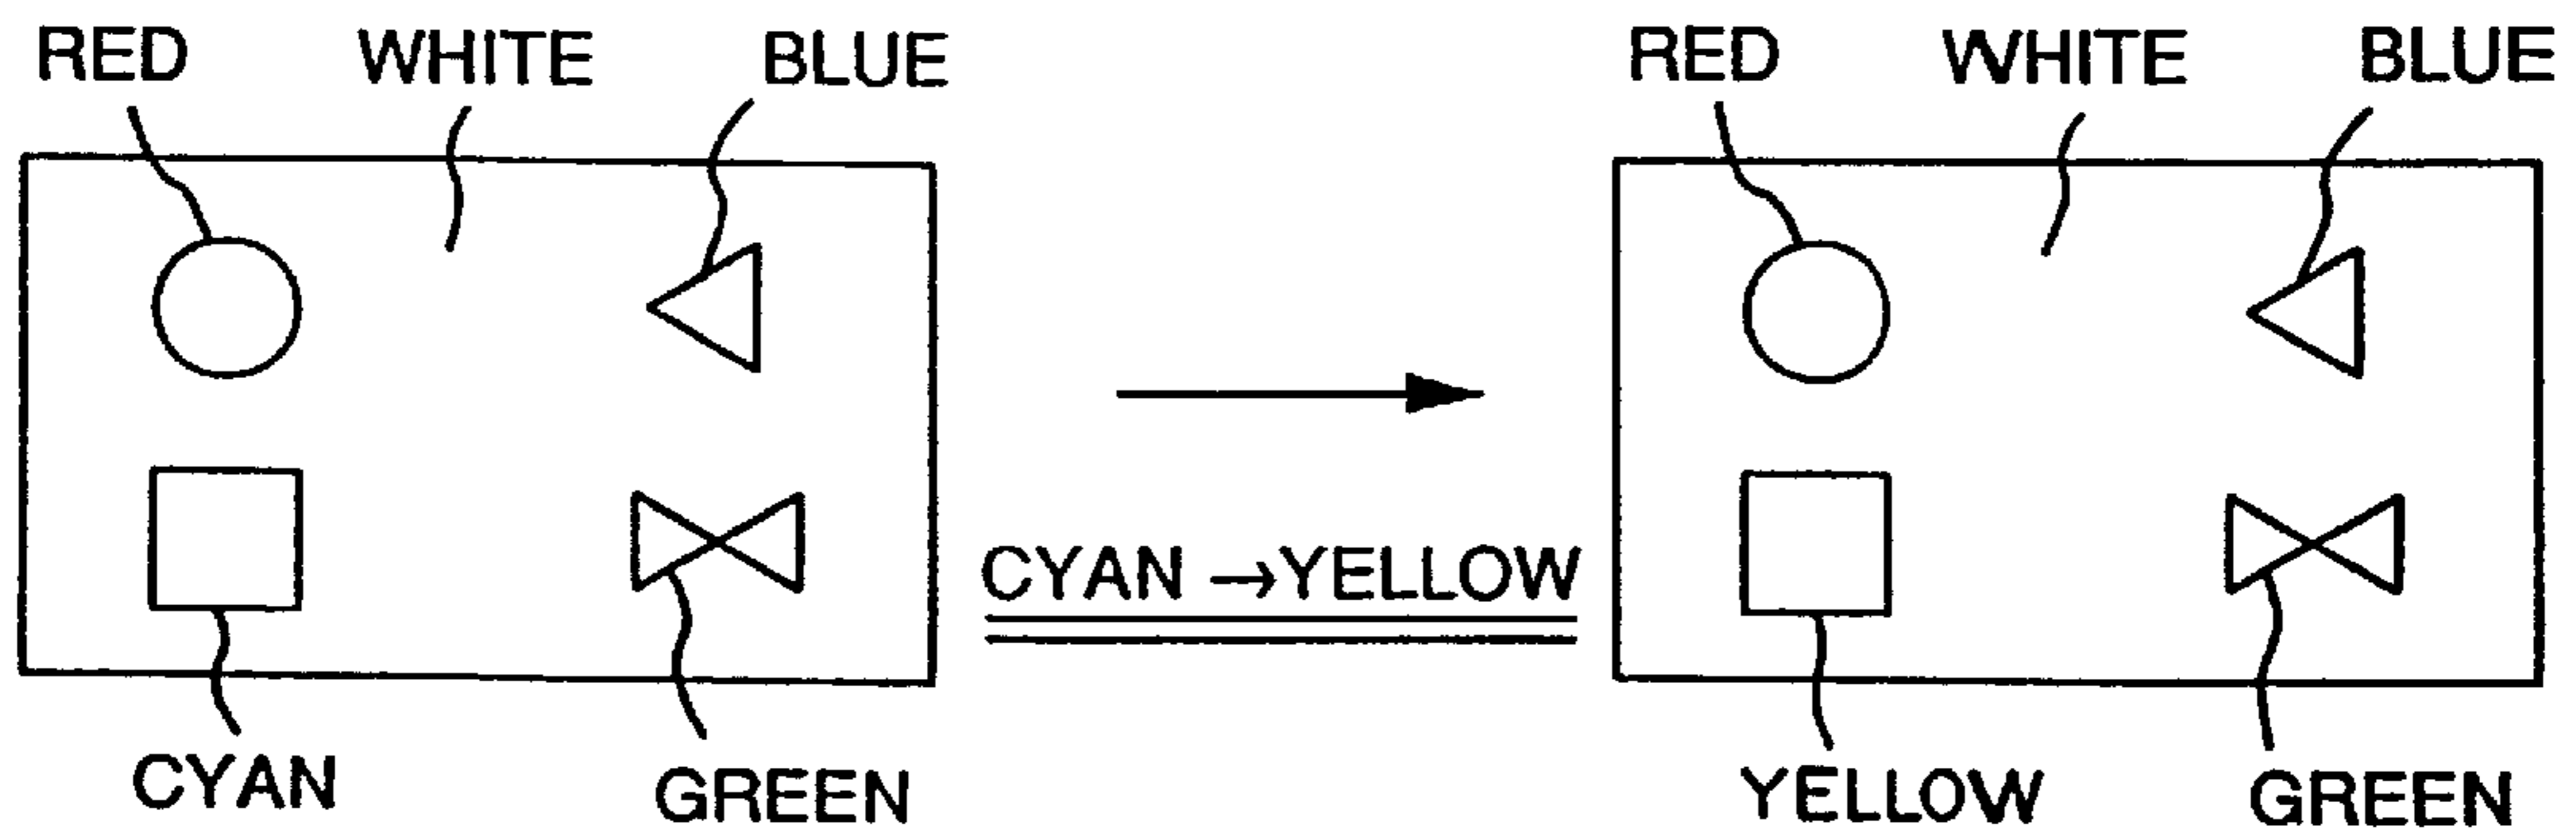 RED WHITE BLUE
RED WHITE BLUE
CYAN →YELLOW
CYAN GREEN
YELLOW GREEN